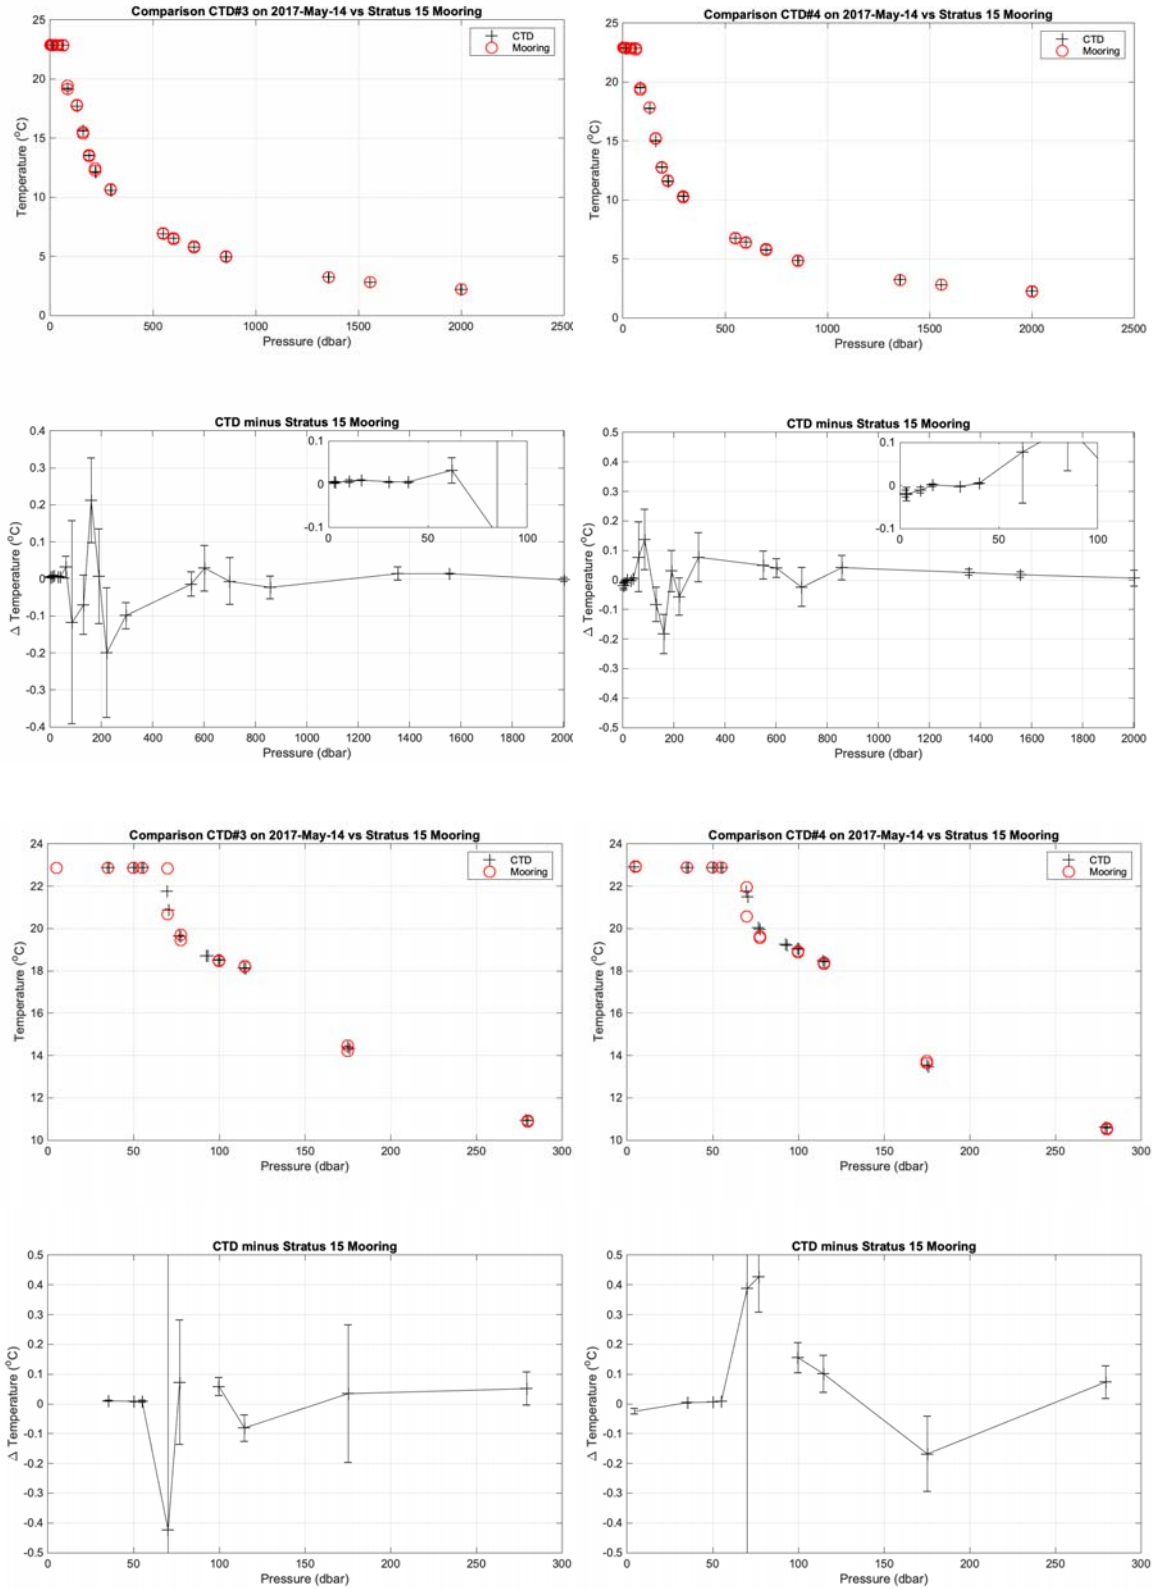 Comparison CTD#3 on 2017-May-14 vs Stratus 15 Mooring
25
20
15
10
5
0
Temperature (°C)
CTD
Mooring
0 500 1000 1500 2000 2500
Pressure (dbar)
Comparison CTD#4 on 2017-May-14 vs Stratus 15 Mooring
25
20
15
10
5
0
Temperature (°C)
CTD
Mooring
0 500 1000 1500 2000 2500
Pressure (dbar)
CTD minus Stratus 15 Mooring
0.4
0.3
0.2
0.1
0
-0.1
-0.2
-0.3
-0.4
Δ Temperature (°C)
0.1
0
-0.1
0 50 100
0 200 400 600 800 1000 1200 1400 1600 1800 2000
Pressure (dbar)
CTD minus Stratus 15 Mooring
0.5
0.4
0.3
0.2
0.1
0
-0.1
-0.2
-0.3
-0.4
-0.5
Δ Temperature (°C)
0.1
0
-0.1
0 50 100
0 200 400 600 800 1000 1200 1400 1600 1800 2000
Pressure (dbar)
Comparison CTD#3 on 2017-May-14 vs Stratus 15 Mooring
24
22
20
18
16
14
12
10
Temperature (°C)
CTD
Mooring
0 50 100 150 200 250 300
Pressure (dbar)
Comparison CTD#4 on 2017-May-14 vs Stratus 15 Mooring
24
22
20
18
16
14
12
10
Temperature (°C)
CTD
Mooring
0 50 100 150 200 250 300
Pressure (dbar)
CTD minus Stratus 15 Mooring
0.5
0.4
0.3
0.2
0.1
0
-0.1
-0.2
-0.3
-0.4
-0.5
Δ Temperature (°C)
0 50 100 150 200 250 300
Pressure (dbar)
CTD minus Stratus 15 Mooring
0.5
0.4
0.3
0.2
0.1
0
-0.1
-0.2
-0.3
-0.4
-0.5
Δ Temperature (°C)
0 50 100 150 200 250 300
Pressure (dbar)